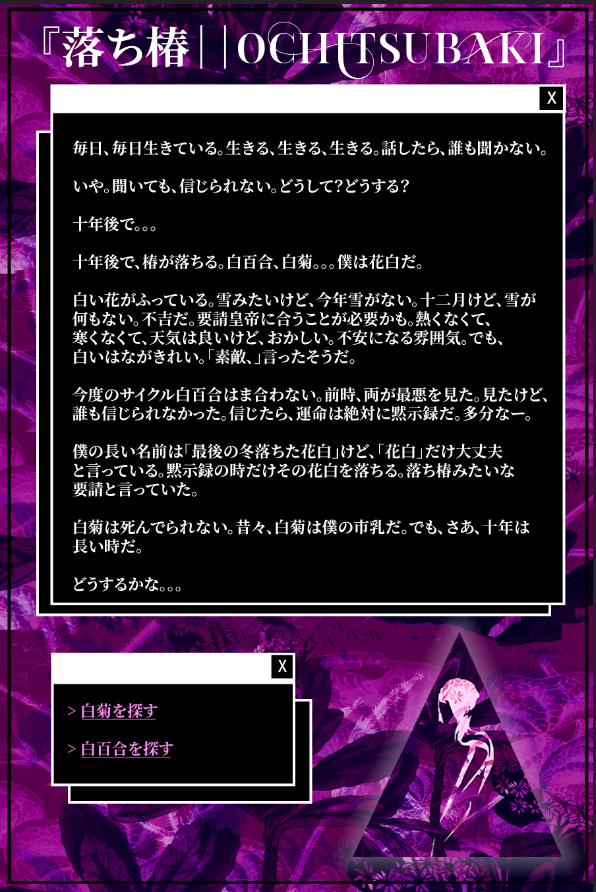 『落ち椿||OCHITSUBAKI』
X
毎日、毎日生きている。生きる、生きる、生きる。話したら、誰も聞かない。
いや。聞いても、信じられない。どうして?どうする?
十年後で。。。
十年後で、椿が落ちる。白百合、白菊。。。僕は花白だ。
白い花がふっている。雪みたいけど、今年雪がない。十二月けど、雪が
何もない。不吉だ。要請皇帝に合うことが必要かも。熱くなくて、
寒くなくて、天気は良いけど、おかしい。不安になる雰囲気。でも、
白いはながきれい。「素敵、」言ったそうだ。
今度のサイクル白百合はま合わない。前時、両が最悪を見た。見たけど、
誰も信じられなかった。信じたら、運命は絶対に黙示録だ。多分なー。
僕の長い名前は「最後の冬落ちた花白」けど、「花白」だけ大丈夫
と言っている。黙示録の時だけその花白を落ちる。落ち椿みたいな
要請と言っていた。
白菊は死んでられない。昔々、白菊は僕の市乳だ。でも、さあ、十年は
長い時だ。
どうするかな。。。
X
> 白菊を探す
> 白百合を探す